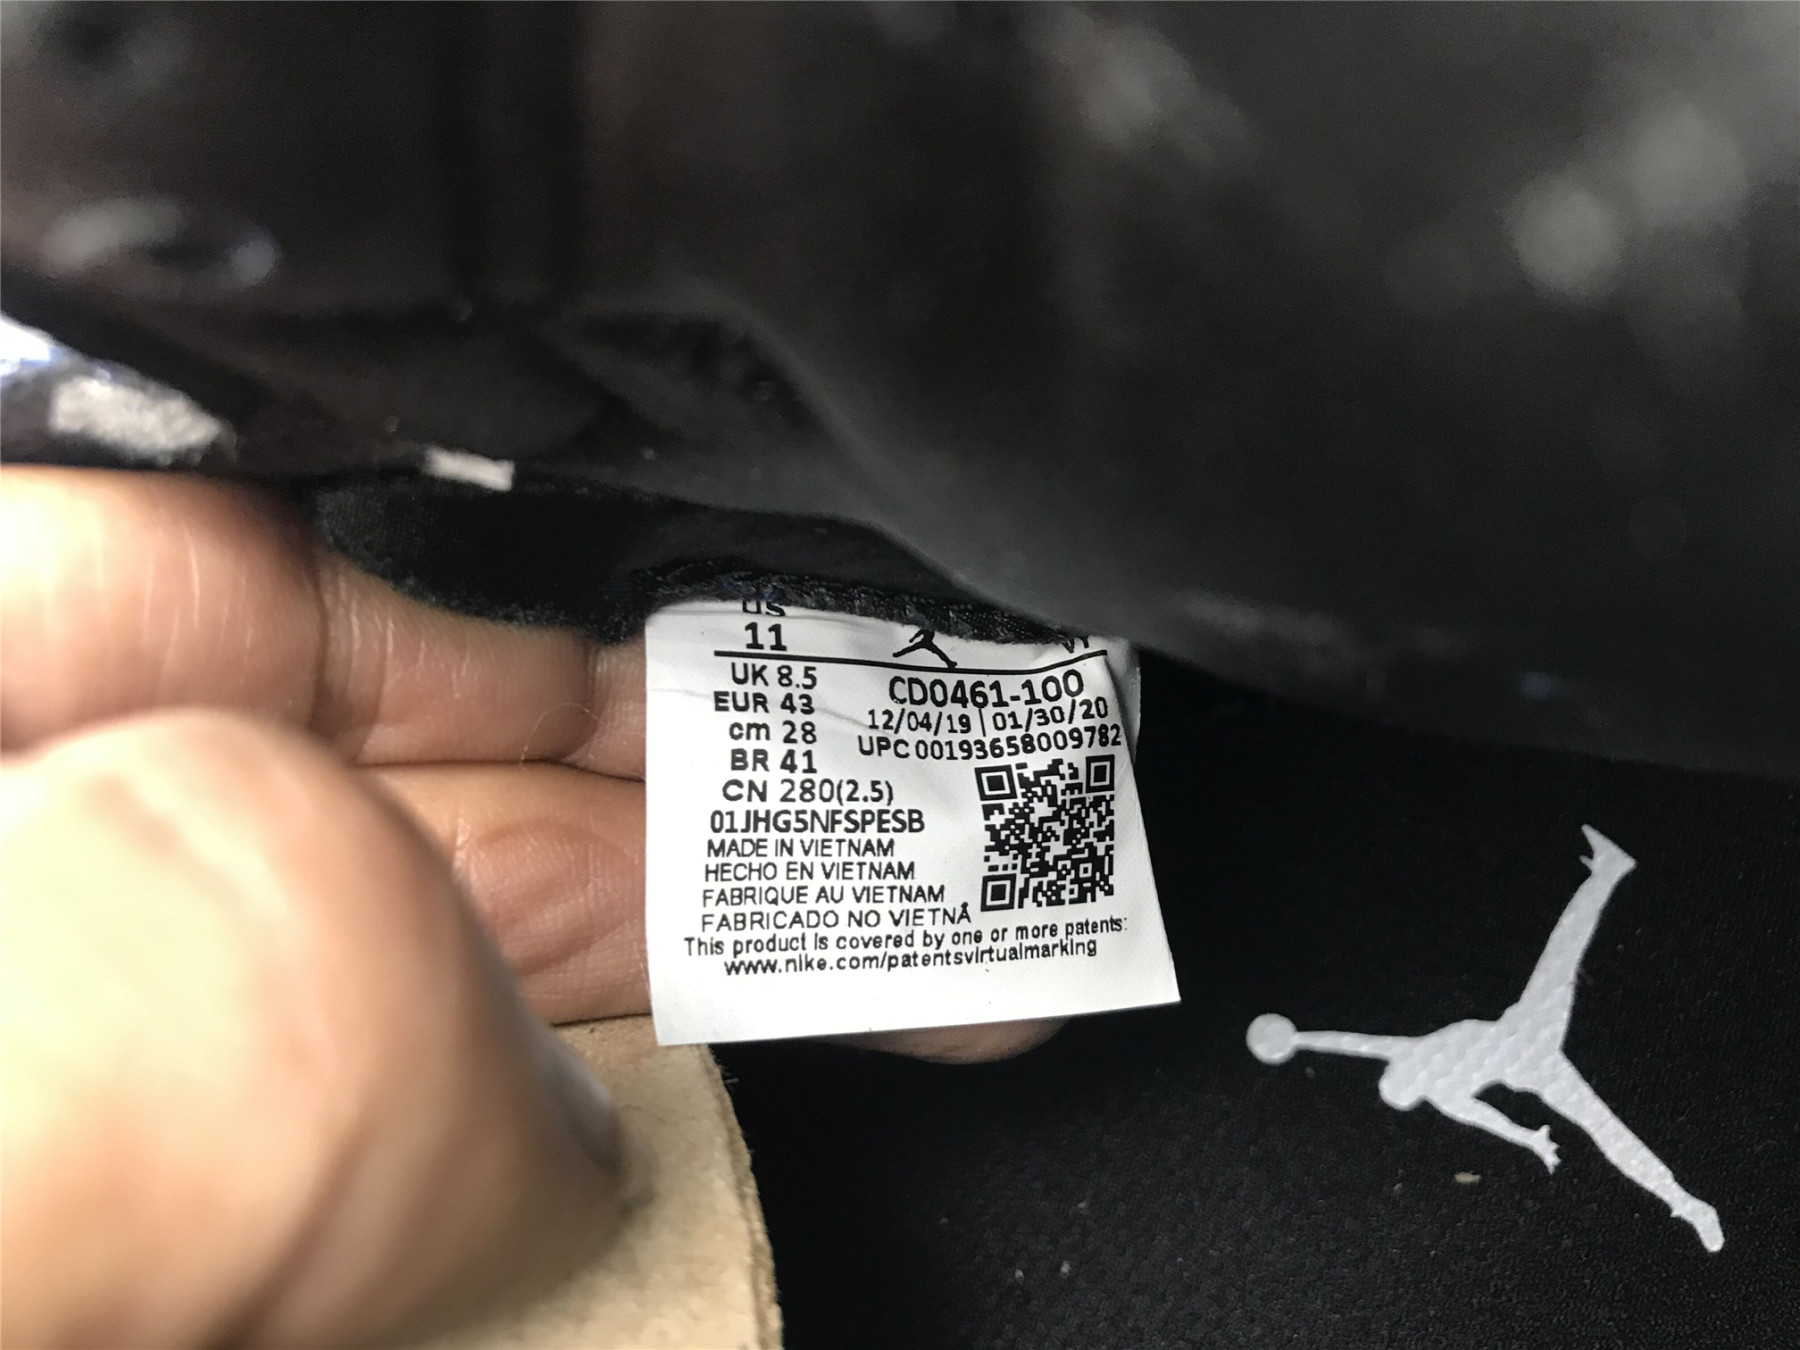 US
11 VY
UK 8.5
EUR 43
cm 28
BR 41
CN 280(2.5)
01JHG5NFSPESB
CD0461-100
12/04/19 | 01/30/20
UPC 00193658009782
MADE IN VIETNAM
HECHO EN VIETNAM
FABRIQUE AU VIETNAM
FABRICADO NO VIETNÃ
This product is covered by one or more patents:
www.nike.com/patentsvirtualmarking